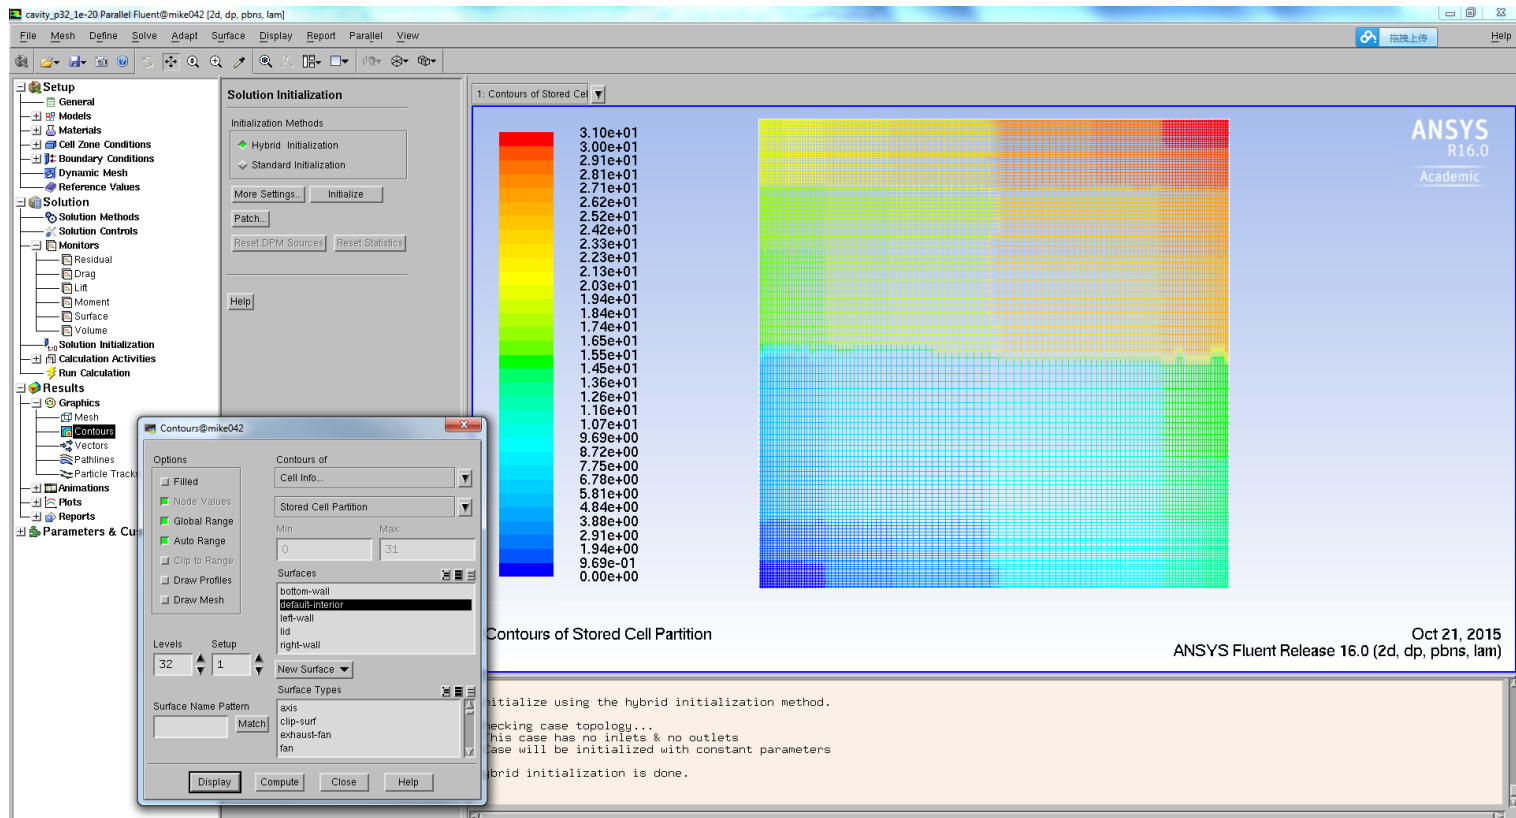 cavity_p32_1e-20 Parallel Fluent@mike042 [2d, dp, pbns, lam]
File Mesh Define Solve Adapt Surface Display Report Parallel View
拖拽上传
Help
Setup
General
Models
Materials
Cell Zone Conditions
Boundary Conditions
Dynamic Mesh
Reference Values
Solution
Solution Methods
Solution Controls
Monitors
Residual
Drag
Lift
Moment
Surface
Volume
Solution Initialization
Calculation Activities
Run Calculation
Results
Graphics
Mesh
Contours
Vectors
Pathlines
Particle Tracks
Animations
Plots
Reports
Parameters & Cu
Solution Initialization
Initialization Methods
Hybrid Initialization
Standard Initialization
More Settings... Initialize
Patch...
Reset DPM Sources Reset Statistics
Help
1: Contours of Stored Cel
3.10e+01
3.00e+01
2.91e+01
2.81e+01
2.71e+01
2.62e+01
2.52e+01
2.42e+01
2.33e+01
2.23e+01
2.13e+01
2.03e+01
1.94e+01
1.84e+01
1.74e+01
1.65e+01
1.55e+01
1.45e+01
1.36e+01
1.26e+01
1.16e+01
1.07e+01
9.69e+00
8.72e+00
7.75e+00
6.78e+00
5.81e+00
4.84e+00
3.88e+00
2.91e+00
1.94e+00
9.69e-01
0.00e+00
ANSYS
R16.0
Academic
Contours of Stored Cell Partition
Oct 21, 2015
ANSYS Fluent Release 16.0 (2d, dp, pbns, lam)
nitialize using the hybrid initialization method.
hecking case topology...
This case has no inlets & no outlets
Case will be initialized with constant parameters
ybrid initialization is done.
Contours@mike042
Options
Filled
Node Values
Global Range
Auto Range
Clip to Range
Draw Profiles
Draw Mesh
Levels Setup
32 1
Surface Name Pattern
Match
Contours of
Cell Info...
Stored Cell Partition
Min Max
0 31
Surfaces
bottom-wall
default-interior
left-wall
lid
right-wall
New Surface
Surface Types
axis
clip-surf
exhaust-fan
fan
Display Compute Close Help